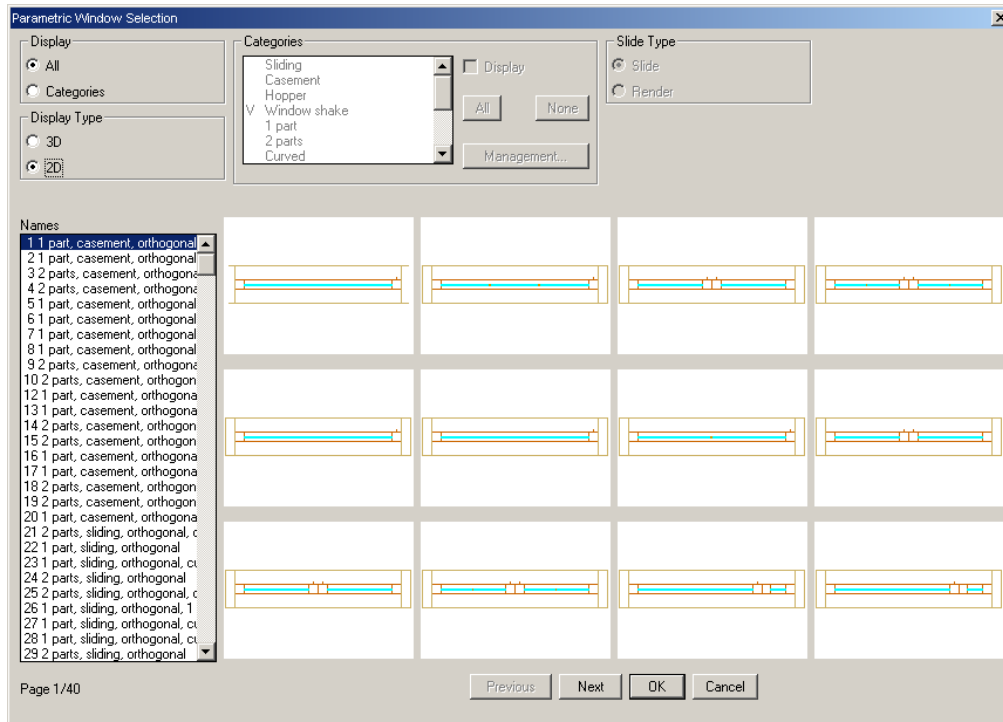 Parametric Window Selection
Display
All
Categories
Display Type
3D
2D
Categories
Sliding
Casement
Hopper
V Window shake
1 part
2 parts
Curved
Display
All
None
Management...
Slide Type
Slide
Render
Names
1 1 part, casement, orthogonal
2 1 part, casement, orthogonal
3 2 parts, casement, orthogona
4 2 parts, casement, orthogona
5 1 part, casement, orthogonal
6 1 part, casement, orthogonal
7 1 part, casement, orthogonal
8 1 part, casement, orthogonal
9 2 parts, casement, orthogona
10 2 parts, casement, orthogon
12 1 part, casement, orthogona
13 1 part, casement, orthogona
14 2 parts, casement, orthogon
15 2 parts, casement, orthogon
16 1 part, casement, orthogona
17 1 part, casement, orthogona
18 2 parts, casement, orthogon
19 2 parts, casement, orthogon
20 1 part, casement, orthogona
21 2 parts, sliding, orthogonal, c
22 1 part, sliding, orthogonal
23 1 part, sliding, orthogonal, cu
24 2 parts, sliding, orthogonal
25 2 parts, sliding, orthogonal, c
26 1 part, sliding, orthogonal, 1
27 1 part, sliding, orthogonal, cu
28 1 part, sliding, orthogonal, cu
29 2 parts, sliding, orthogonal
Page 1/40
Previous
Next
OK
Cancel